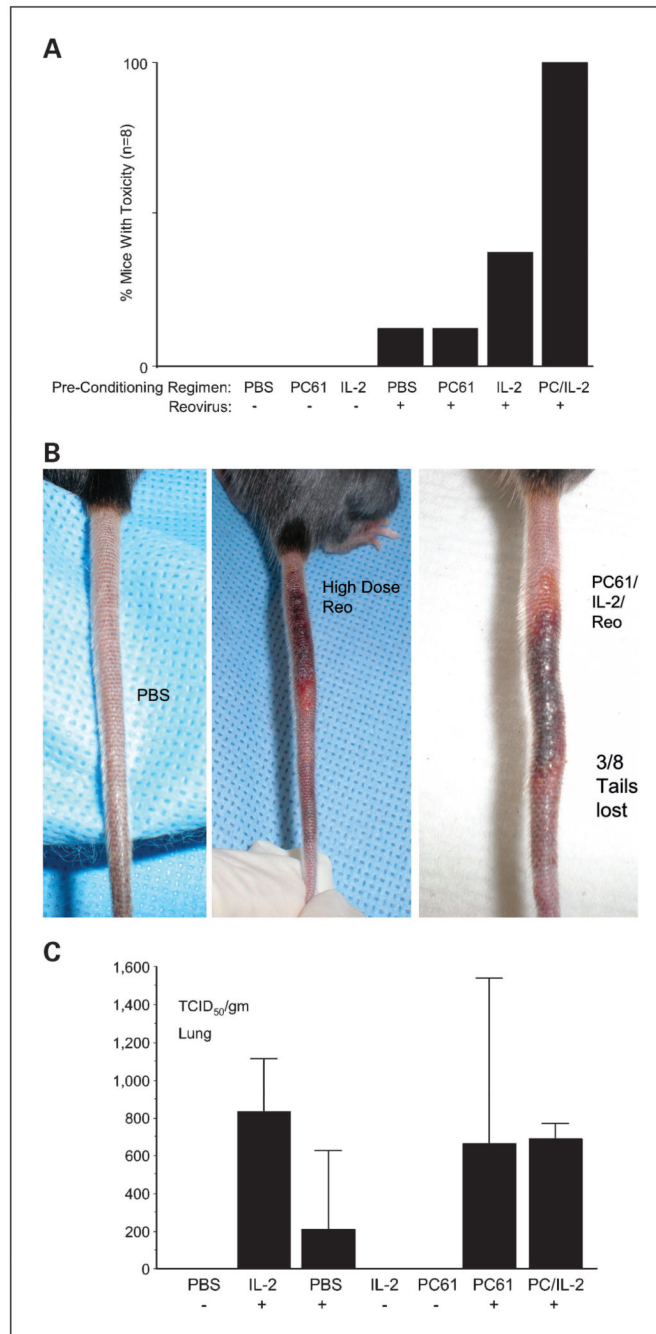 A
100
% Mice With Toxicity (n=8)
0
Pre-Conditioning Regimen: PBS PC61 IL-2 PBS PC61 IL-2 PC/IL-2
Reovirus: - - - + + + +
B
PBS
High Dose
Reo
PC61/
IL-2/
Reo
3/8
Tails
lost
C
1,600
1,400
1,200
1,000
800
600
400
200
0
TCID₅₀/gm
Lung
PBS IL-2 PBS IL-2 PC61 PC61 PC/IL-2
- + + - - + +